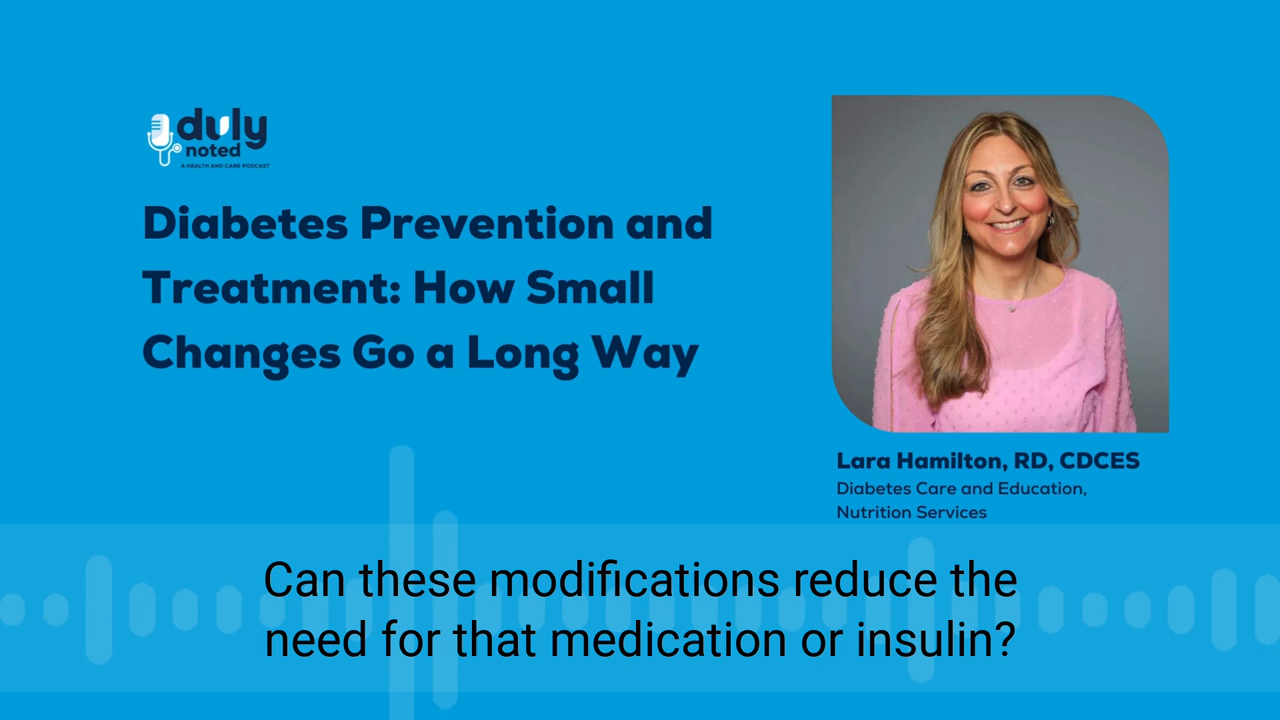 duly
noted
A HEALTH AND CARE PODCAST
Diabetes Prevention and
Treatment: How Small
Changes Go a Long Way
Lara Hamilton, RD, CDCES
Diabetes Care and Education,
Nutrition Services
Can these modifications reduce the
need for that medication or insulin?